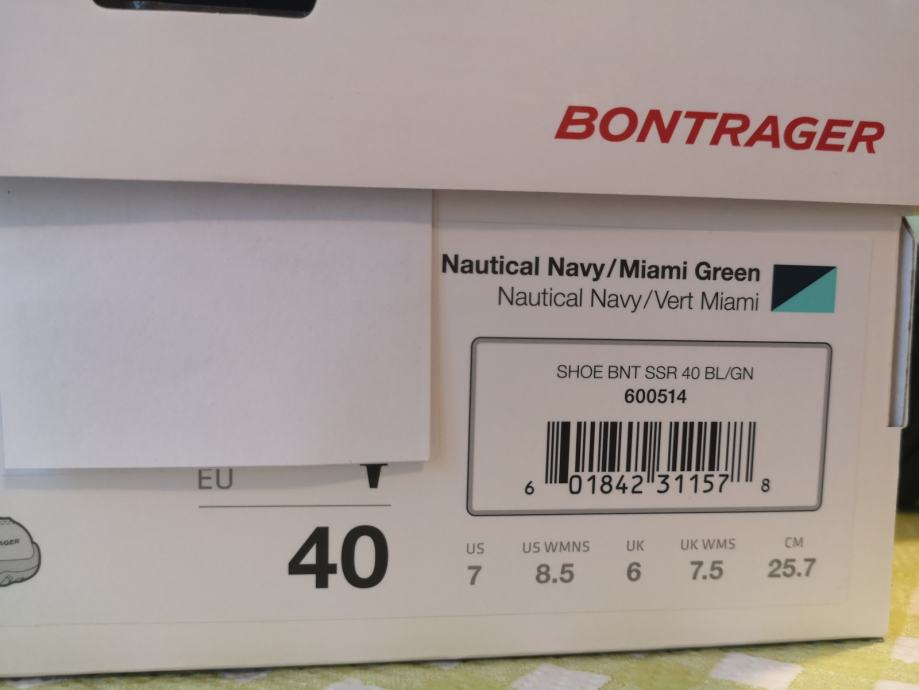 BONTRAGER
Nautical Navy/Miami Green
Nautical Navy/Vert Miami
SHOE BNT SSR 40 BL/GN
600514
6 01842 31157 8
EU
40
US US WMNS UK UK WMS CM
7 8.5 6 7.5 25.7